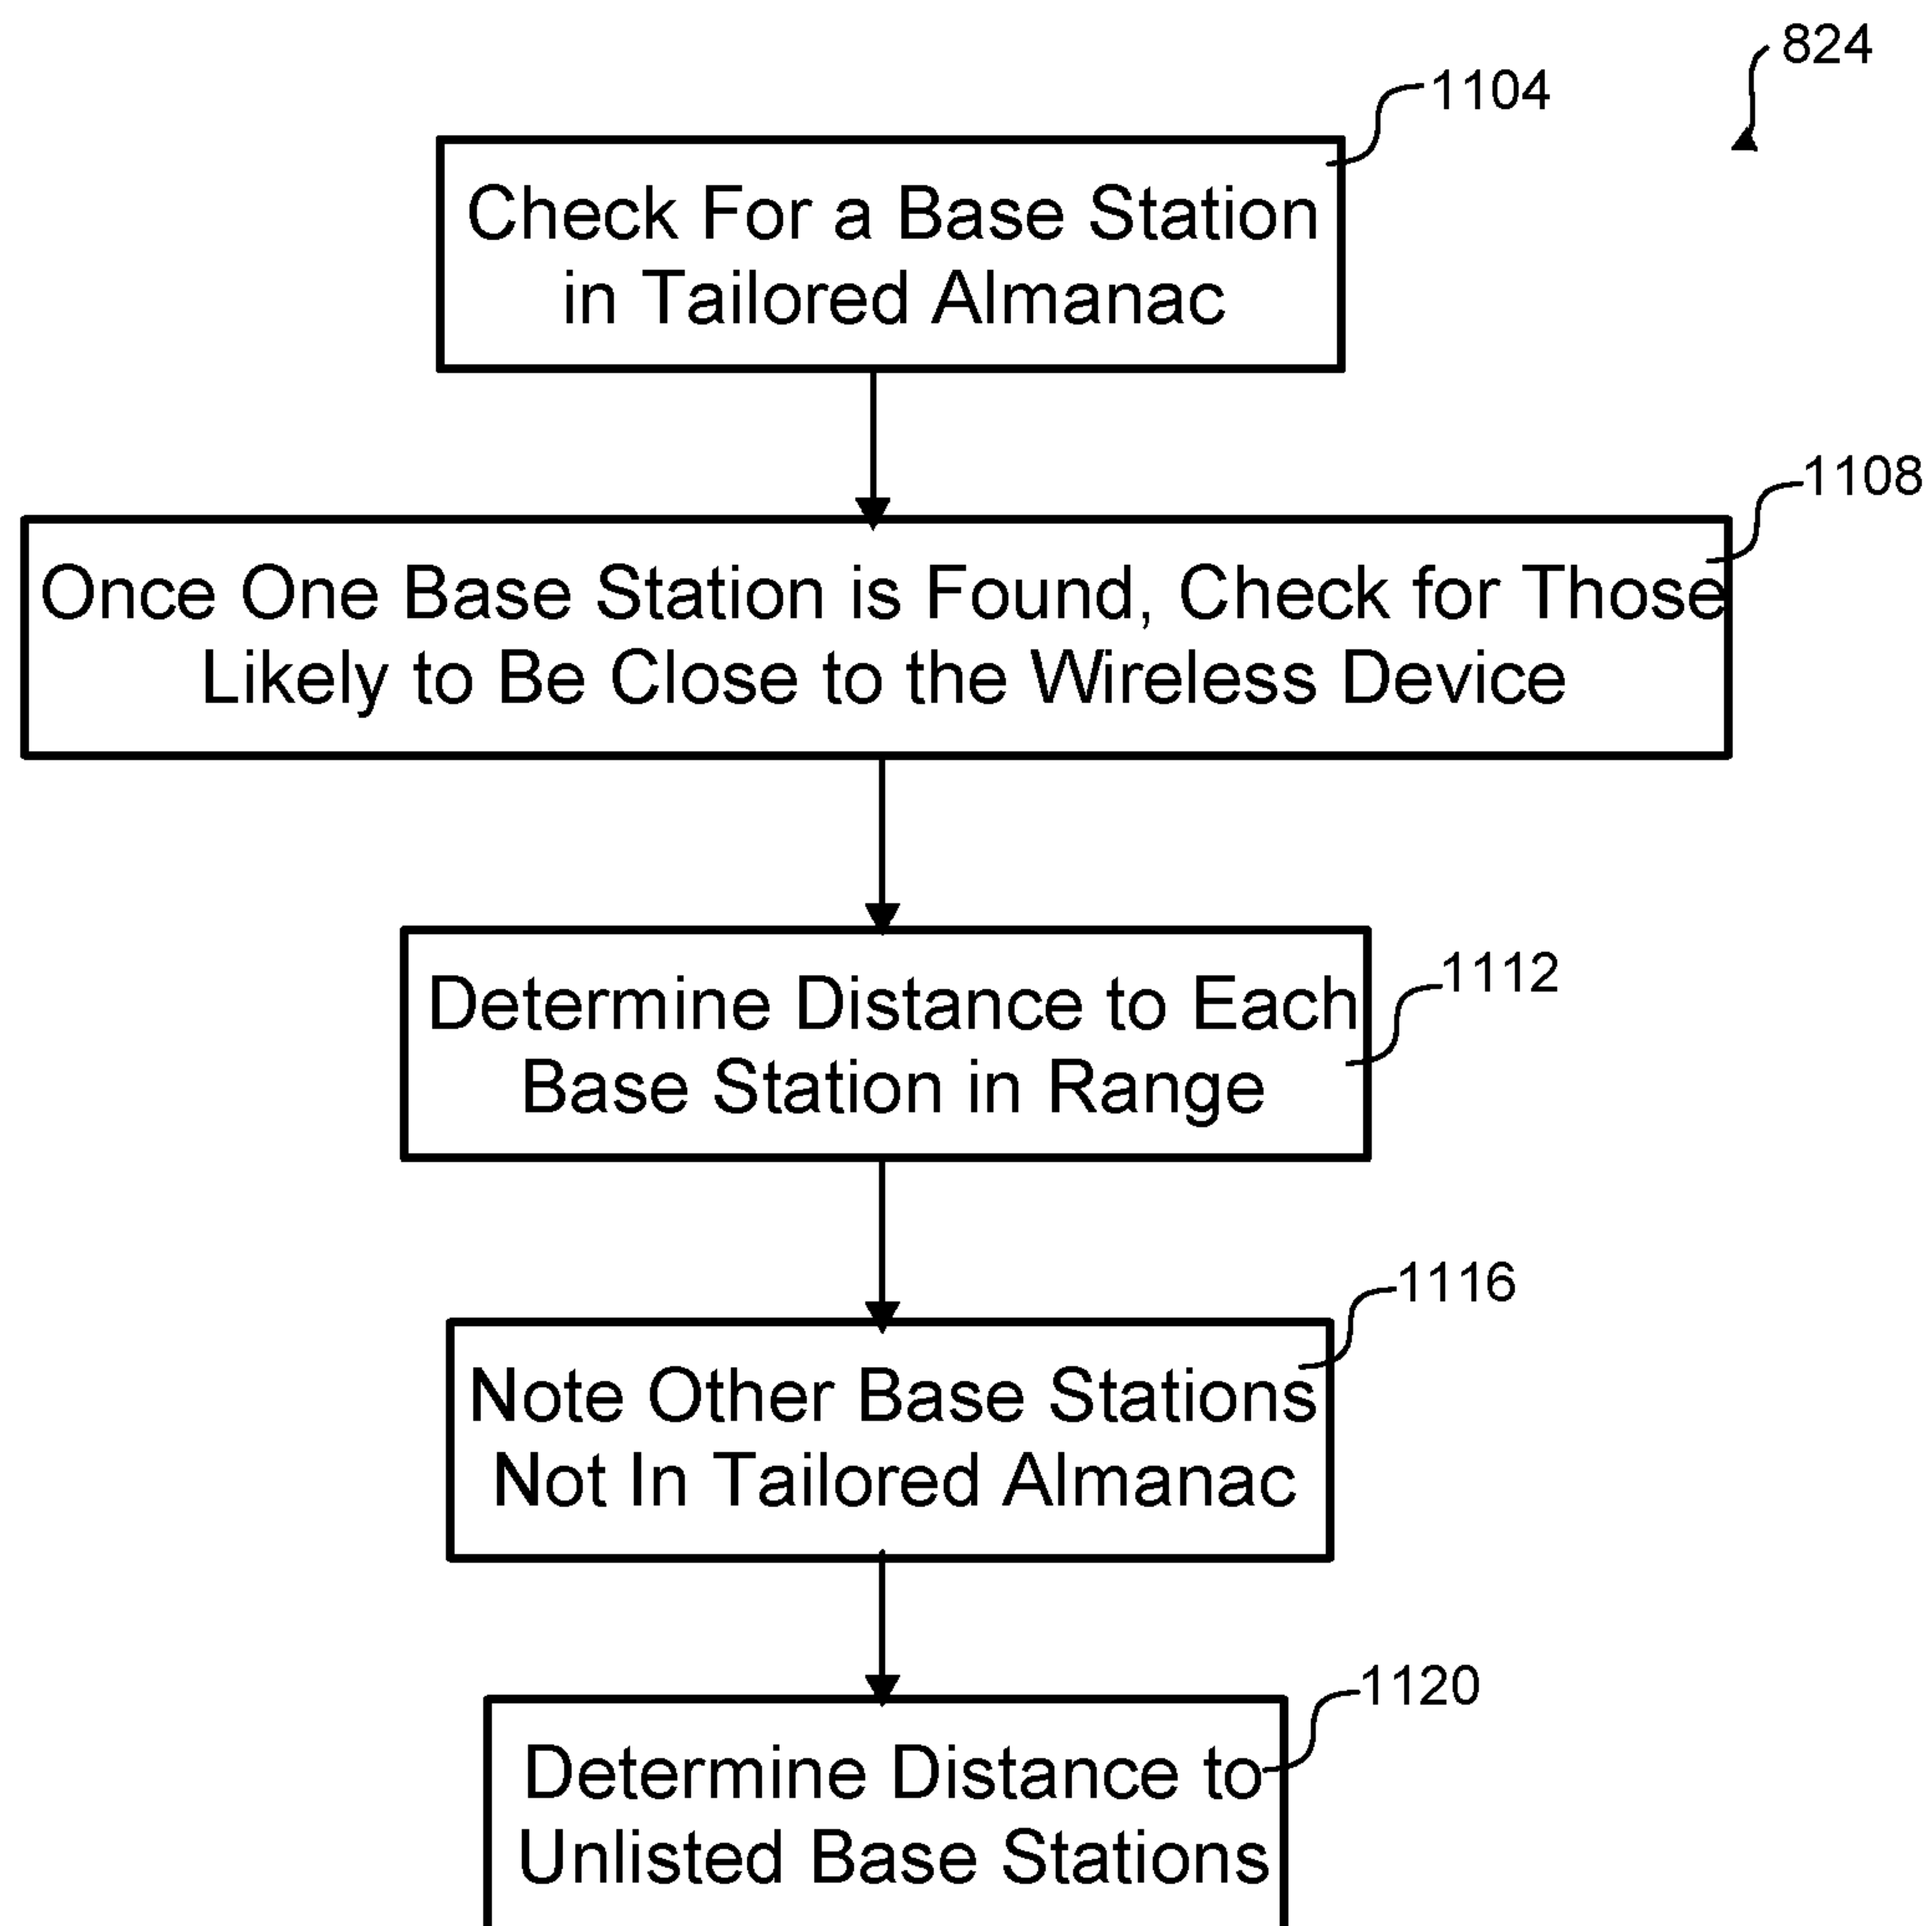 824
1104
Check For a Base Station
in Tailored Almanac
1108
Once One Base Station is Found, Check for Those
Likely to Be Close to the Wireless Device
1112
Determine Distance to Each
Base Station in Range
1116
Note Other Base Stations
Not In Tailored Almanac
1120
Determine Distance to
Unlisted Base Stations